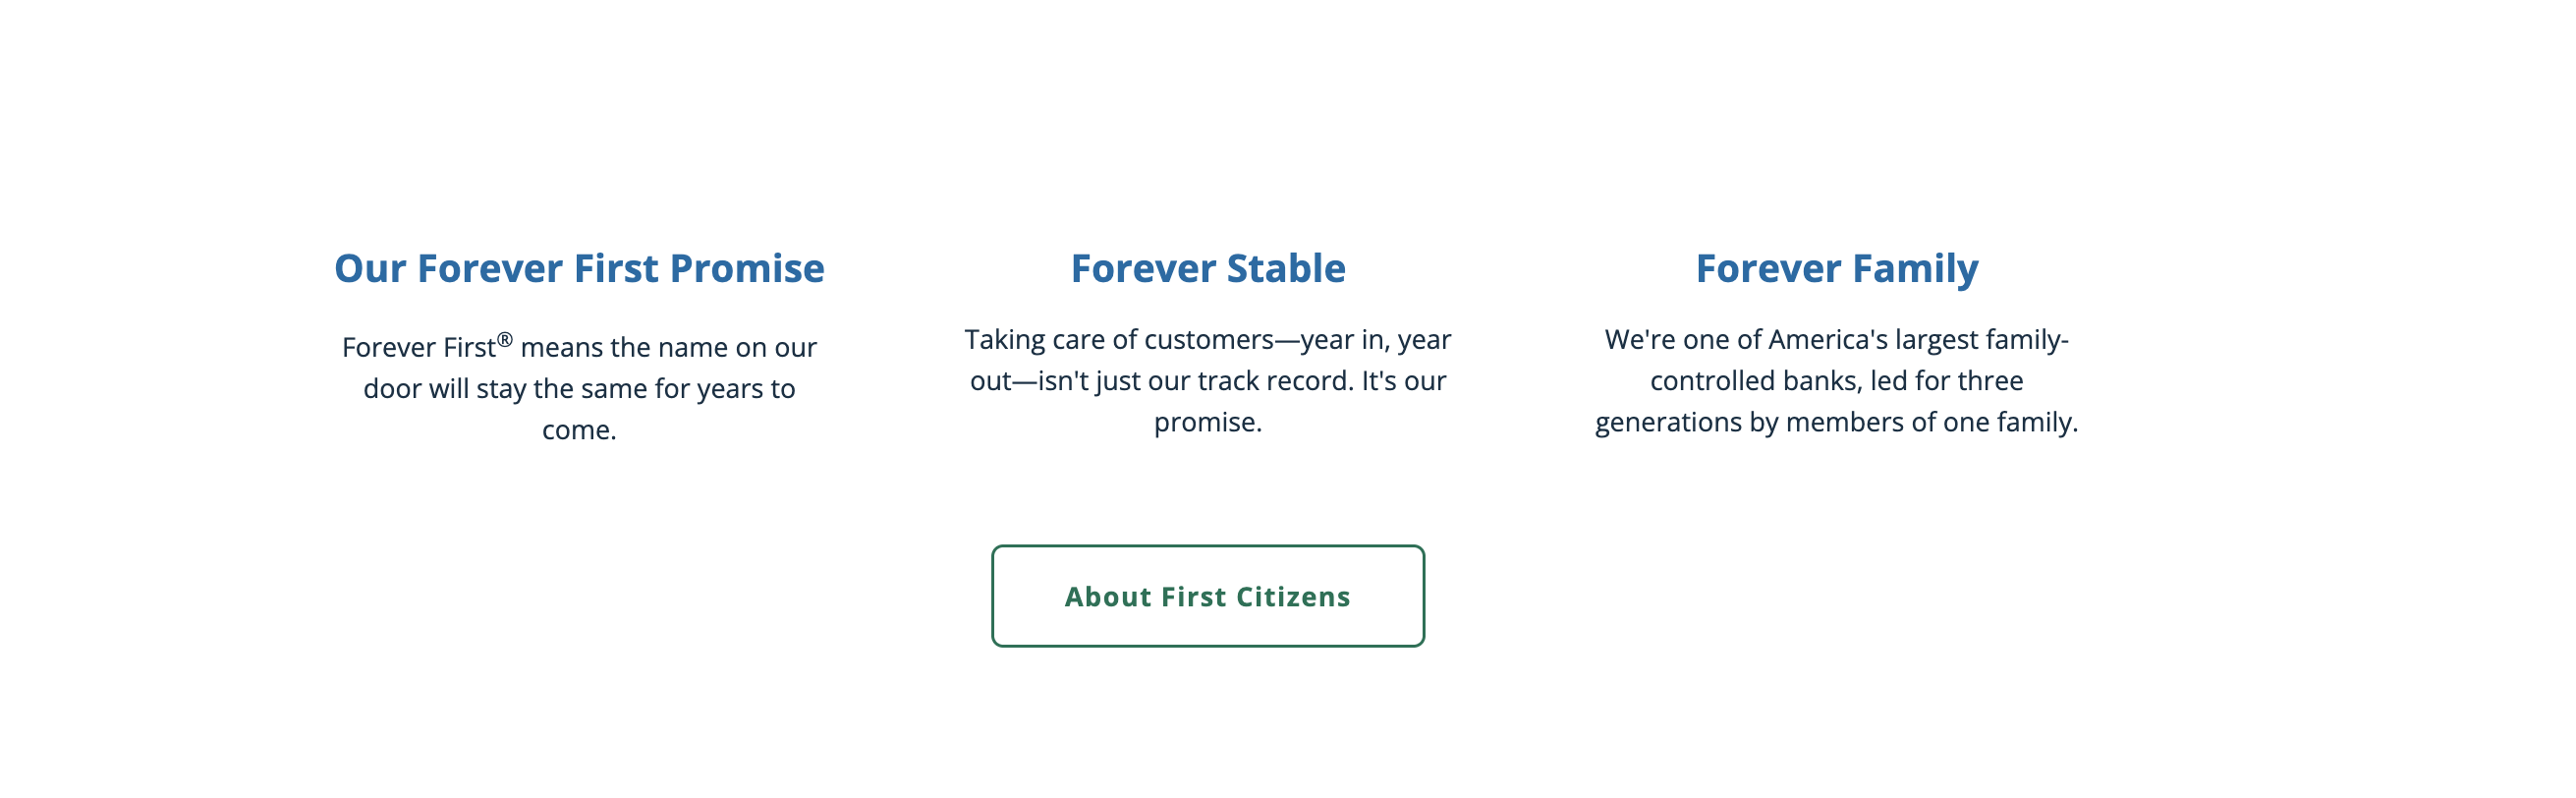 Our Forever First Promise
Forever First® means the name on our
door will stay the same for years to
come.
Forever Stable
Taking care of customers—year in, year
out—isn't just our track record. It's our
promise.
Forever Family
We're one of America's largest family-
controlled banks, led for three
generations by members of one family.
About First Citizens